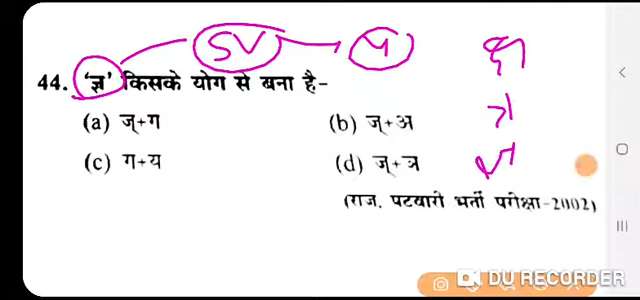 SV य क्ष
44. 'ज्ञ' किसके योग से बना है-
(a) ज्+ग (b) ज्+अ त्र
(c) ग+य (d) ज्+त्र ज्ञ
(राज. पटवारी भर्ती परीक्षा-2002)
DU RECORDER